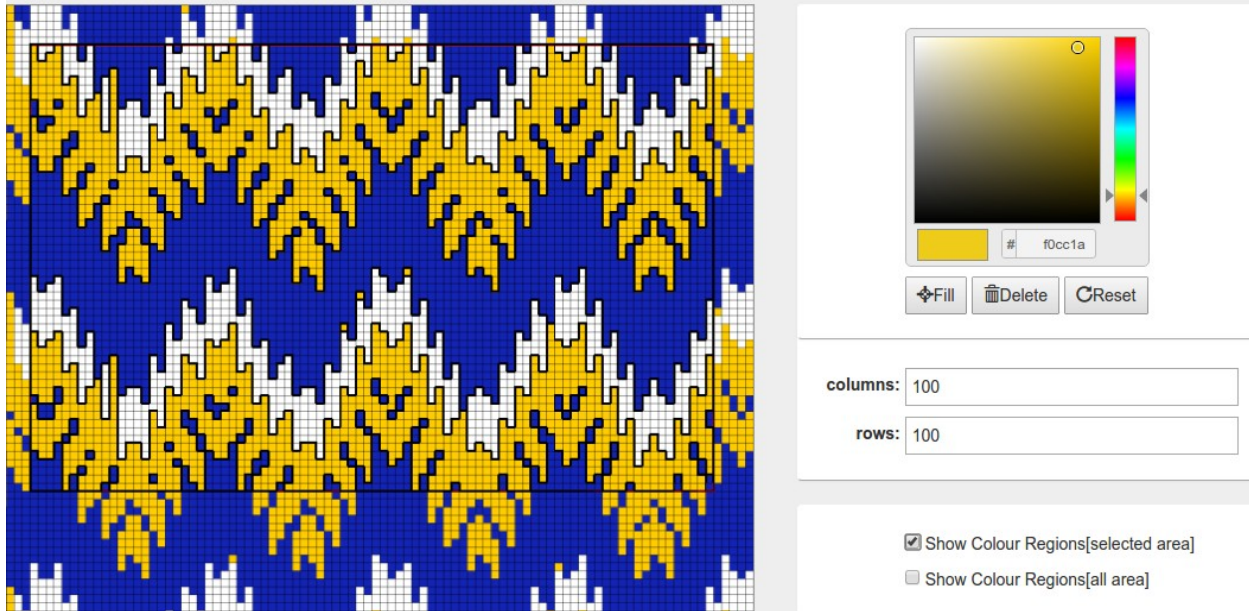 # f0cc1a
Fill Delete Reset
columns: 100
rows: 100
Show Colour Regions[selected area]
Show Colour Regions[all area]